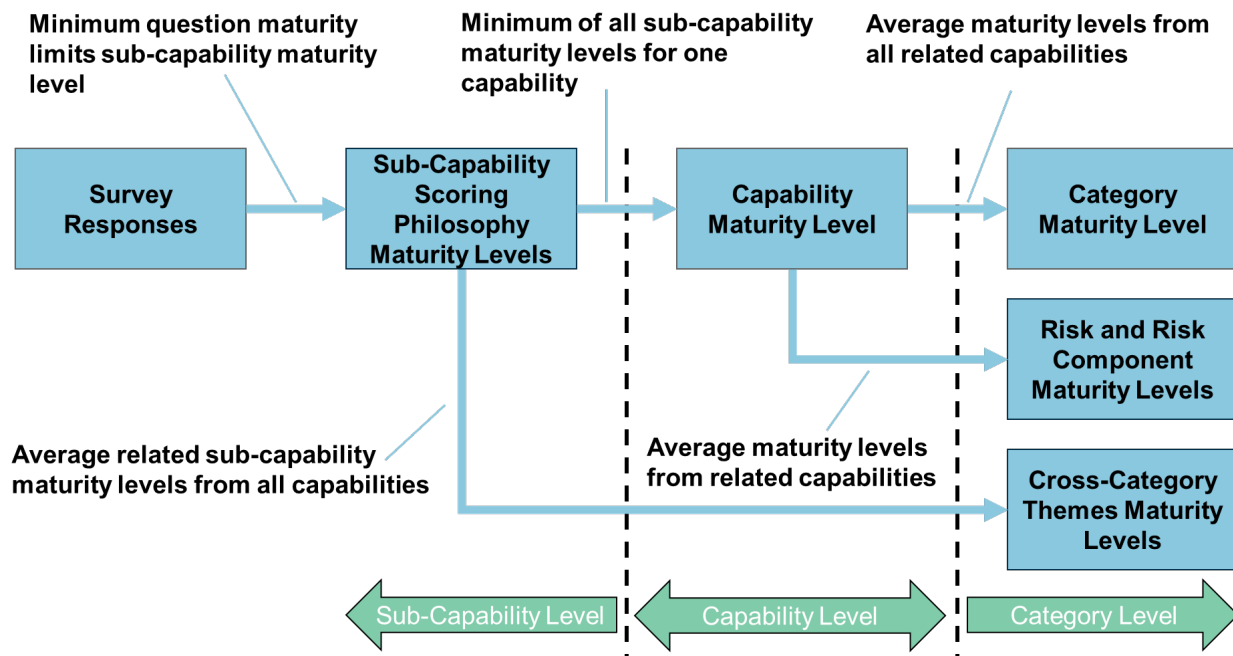 Minimum question maturity
limits sub-capability maturity
level
Minimum of all sub-capability
maturity levels for one
capability
Average maturity levels from
all related capabilities
Survey
Responses
Sub-Capability
Scoring
Philosophy
Maturity Levels
Capability
Maturity Level
Category
Maturity Level
Risk and Risk
Component
Maturity Levels
Average related sub-capability
maturity levels from all capabilities
Average maturity levels
from related capabilities
Cross-Category
Themes Maturity
Levels
Sub-Capability Level
Capability Level
Category Level